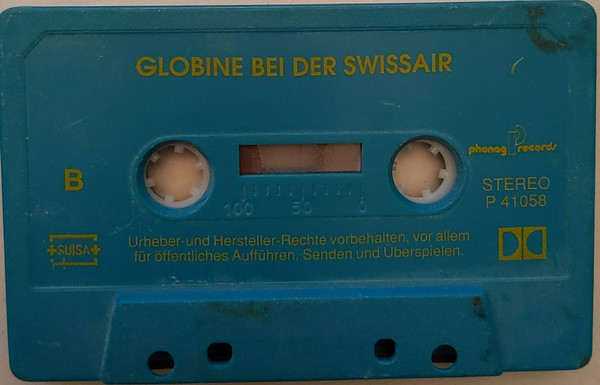 GLOBINE BEI DER SWISSAIR
phonag records
B
STEREO
P 41058
100 50 0
+SUISA+
Urheber-und Hersteller-Rechte vorbehalten, vor allem
für öffentliches Aufführen, Senden und Überspielen.